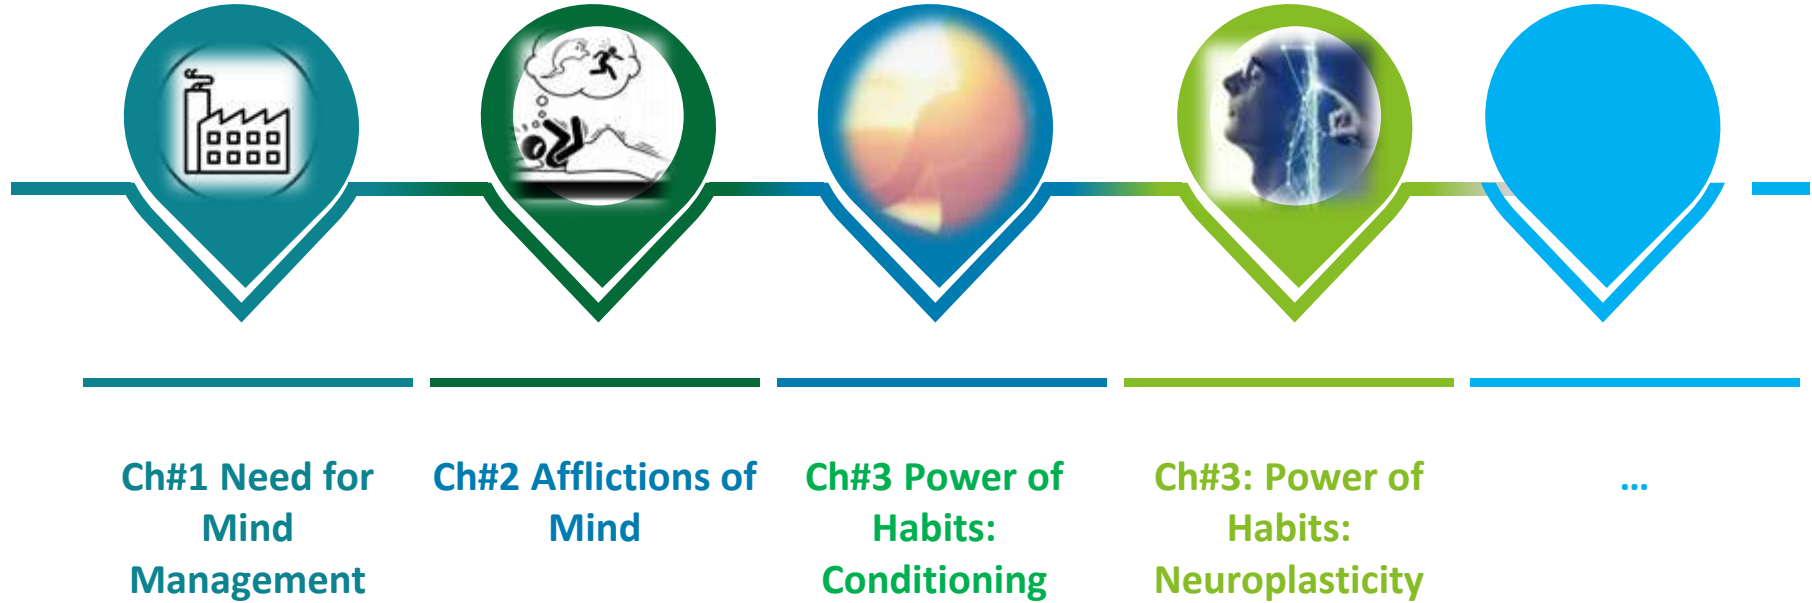 Ch#1 Need for
Mind
Management
Ch#2 Afflictions of
Mind
Ch#3 Power of
Habits:
Conditioning
Ch#3: Power of
Habits:
Neuroplasticity
...